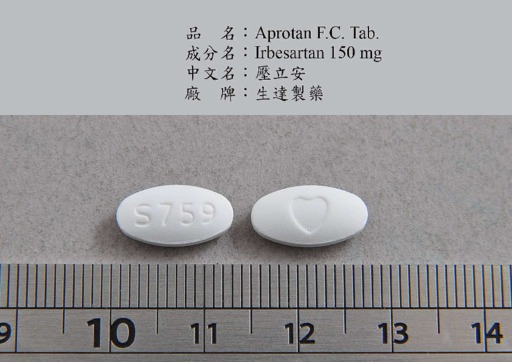 品　名：Aprotan F.C. Tab.
成分名：Irbesartan 150 mg
中文名：壓立安
廠　牌：生達製藥
S759
9 10 11 12 13 14